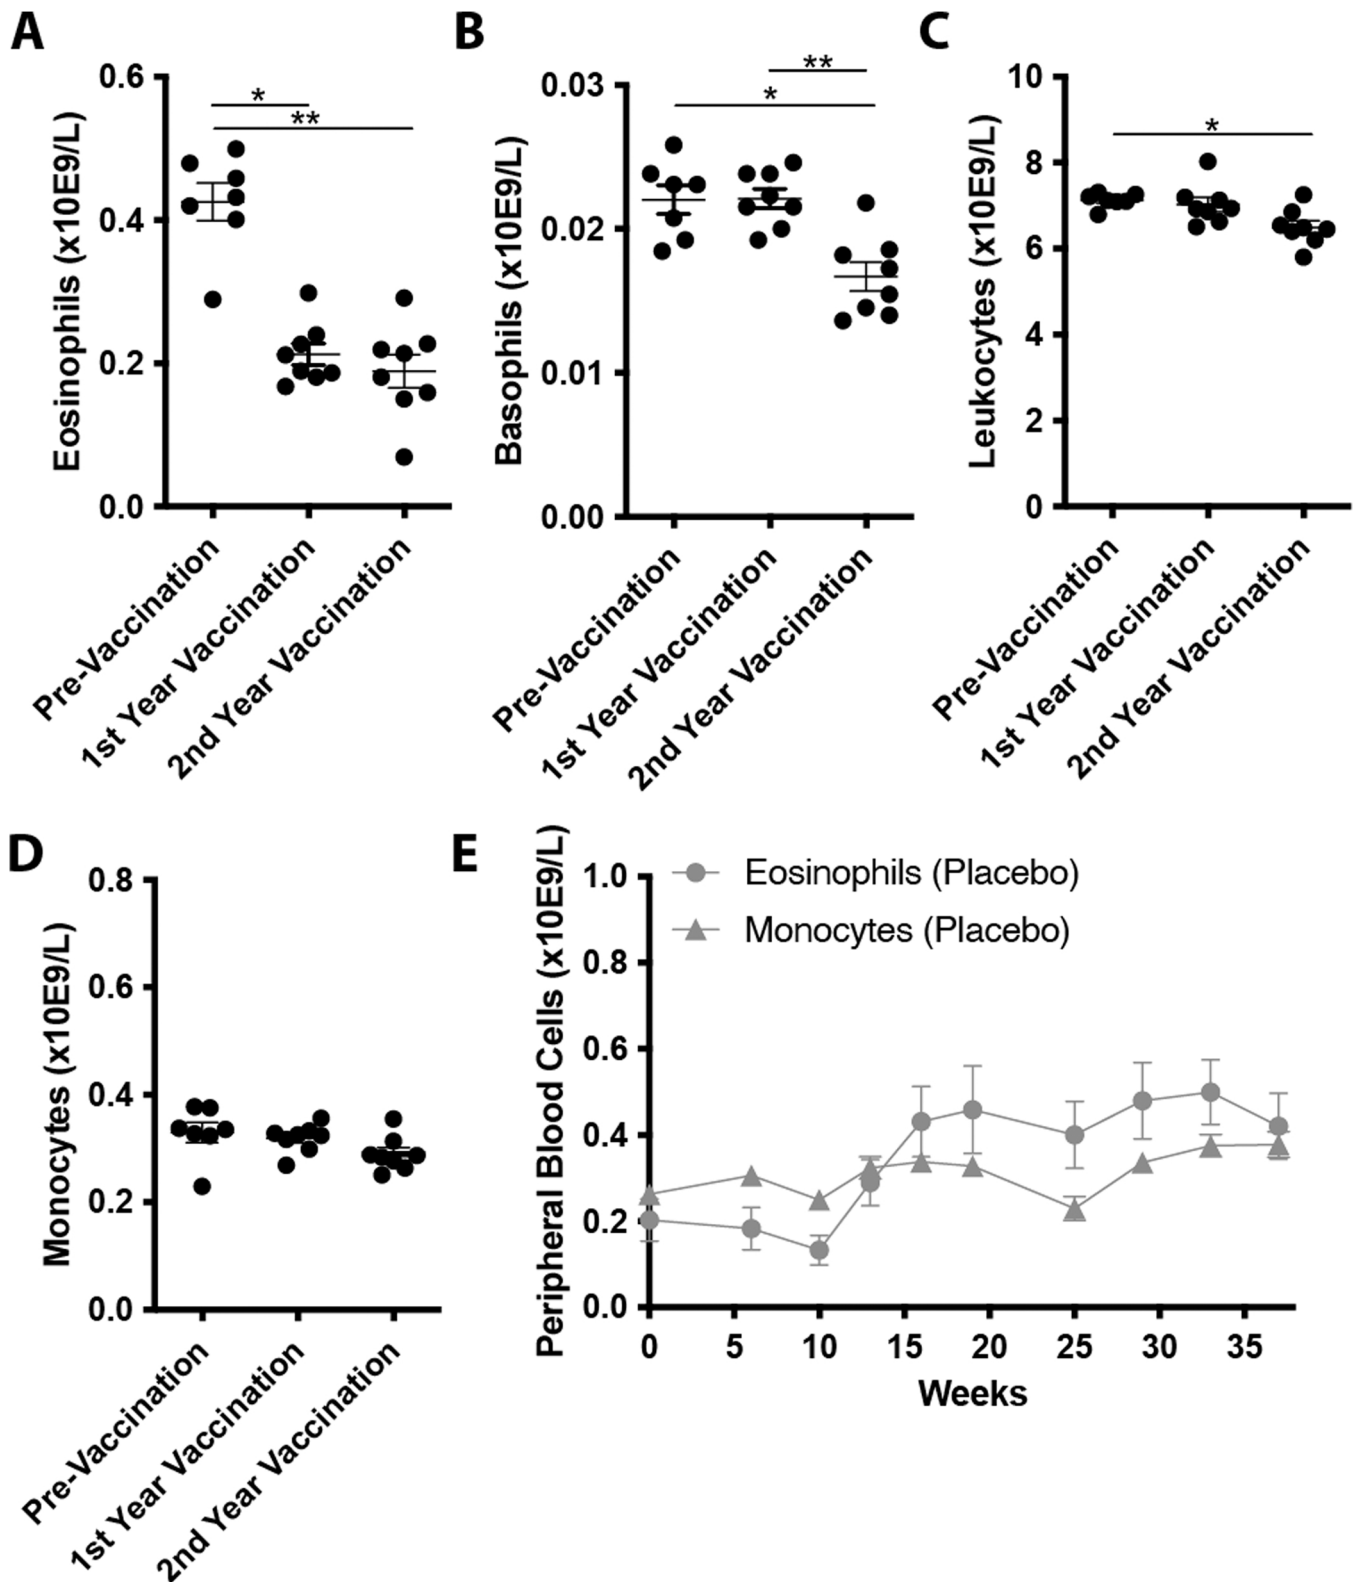 A
Eosinophils (x10E9/L)
0.6
0.4
0.2
0.0
*
**
Pre-Vaccination
1st Year Vaccination
2nd Year Vaccination
B
Basophils (x10E9/L)
0.03
0.02
0.01
0.00
**
*
Pre-Vaccination
1st Year Vaccination
2nd Year Vaccination
C
Leukocytes (x10E9/L)
10
8
6
4
2
0
*
Pre-Vaccination
1st Year Vaccination
2nd Year Vaccination
D
Monocytes (x10E9/L)
0.8
0.6
0.4
0.2
0.0
Pre-Vaccination
1st Year Vaccination
2nd Year Vaccination
E
Peripheral Blood Cells (x10E9/L)
1.0
0.8
0.6
0.4
0.2
0.0
Eosinophils (Placebo)
Monocytes (Placebo)
0 5 10 15 20 25 30 35
Weeks